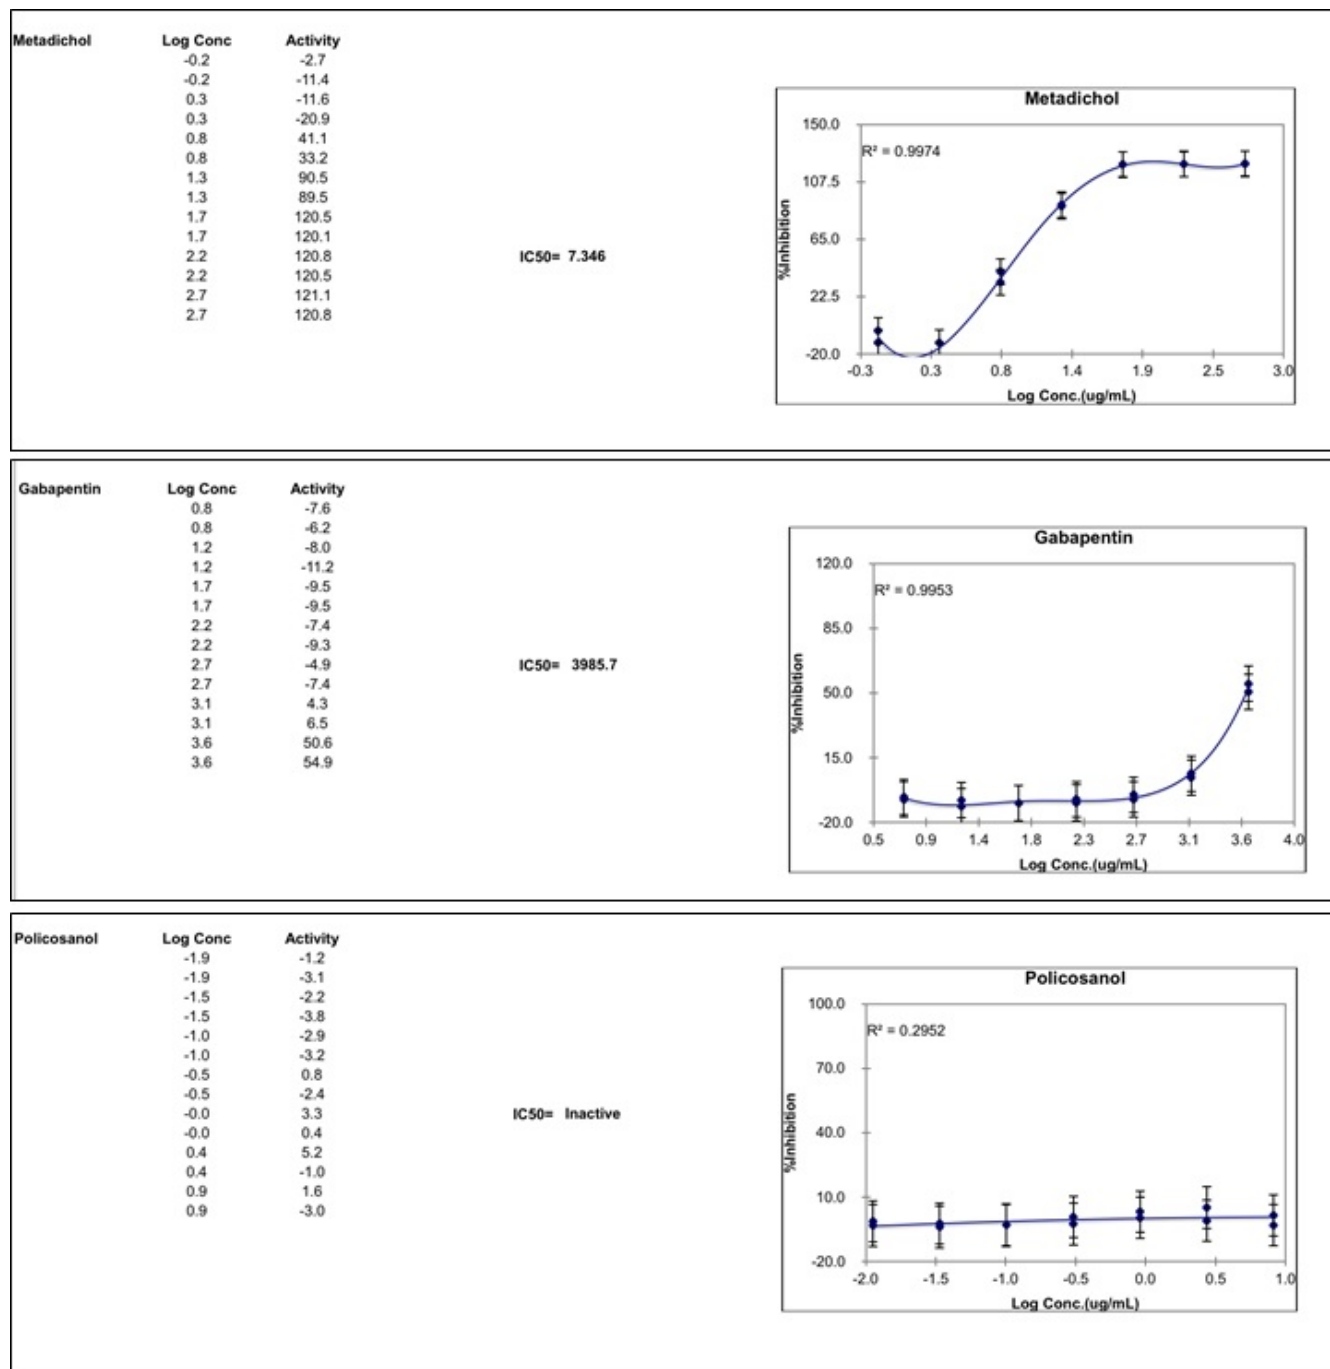 Metadichol Log Conc Activity
-0.2 -2.7
-0.2 -11.4
0.3 -11.6
0.3 -20.9
0.8 41.1
0.8 33.2
1.3 90.5
1.3 89.5
1.7 120.5
1.7 120.1
2.2 120.8
2.2 120.5
2.7 121.1
2.7 120.8
IC50= 7.346
Metadichol
R² = 0.9974
%Inhibition
150.0
107.5
65.0
22.5
-20.0
-0.3 0.3 0.8 1.4 1.9 2.5 3.0
Log Conc.(ug/mL)
Gabapentin Log Conc Activity
0.8 -7.6
0.8 -6.2
1.2 -8.0
1.2 -11.2
1.7 -9.5
1.7 -9.5
2.2 -7.4
2.2 -9.3
2.7 -4.9
2.7 -7.4
3.1 4.3
3.1 6.5
3.6 50.6
3.6 54.9
IC50= 3985.7
Gabapentin
R² = 0.9953
%Inhibition
120.0
85.0
50.0
15.0
-20.0
0.5 0.9 1.4 1.8 2.3 2.7 3.1 3.6 4.0
Log Conc.(ug/mL)
Policosanol Log Conc Activity
-1.9 -1.2
-1.9 -3.1
-1.5 -2.2
-1.5 -3.8
-1.0 -2.9
-1.0 -3.2
-0.5 0.8
-0.5 -2.4
-0.0 3.3
-0.0 0.4
0.4 5.2
0.4 -1.0
0.9 1.6
0.9 -3.0
IC50= Inactive
Policosanol
R² = 0.2952
%Inhibition
100.0
70.0
40.0
10.0
-20.0
-2.0 -1.5 -1.0 -0.5 0.0 0.5 1.0
Log Conc.(ug/mL)